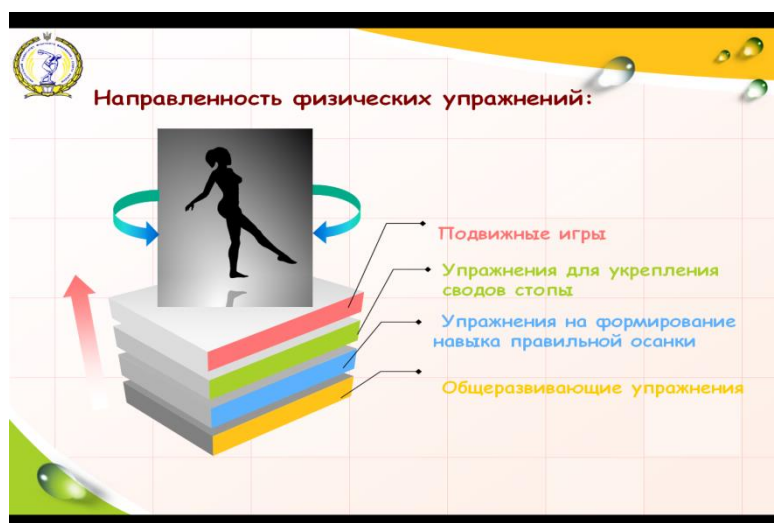 Направленность физических упражнений:
Подвижные игры
Упражнения для укрепления
сводов стопы
Упражнения на формирование
навыка правильной осанки
Общеразвивающие упражнения